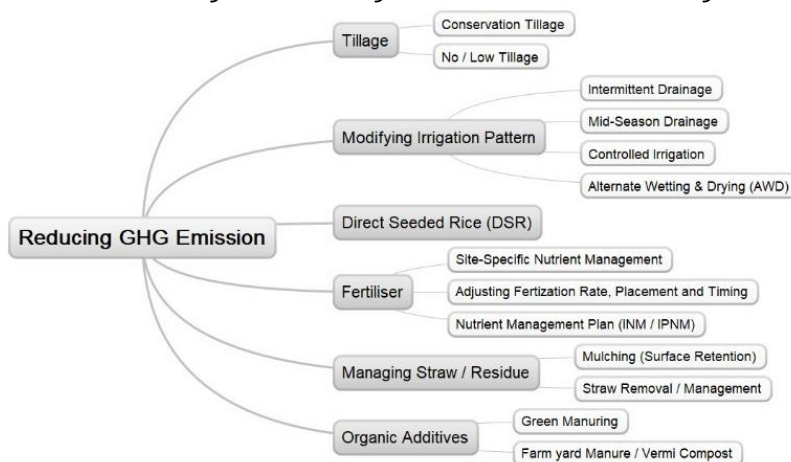 Conservation Tillage
Tillage
No / Low Tillage
Intermittent Drainage
Mid-Season Drainage
Modifying Irrigation Pattern
Controlled Irrigation
Alternate Wetting & Drying (AWD)
Reducing GHG Emission
Direct Seeded Rice (DSR)
Site-Specific Nutrient Management
Fertiliser
Adjusting Fertization Rate, Placement and Timing
Nutrient Management Plan (INM / IPNM)
Mulching (Surface Retention)
Managing Straw / Residue
Straw Removal / Management
Green Manuring
Organic Additives
Farm yard Manure / Vermi Compost